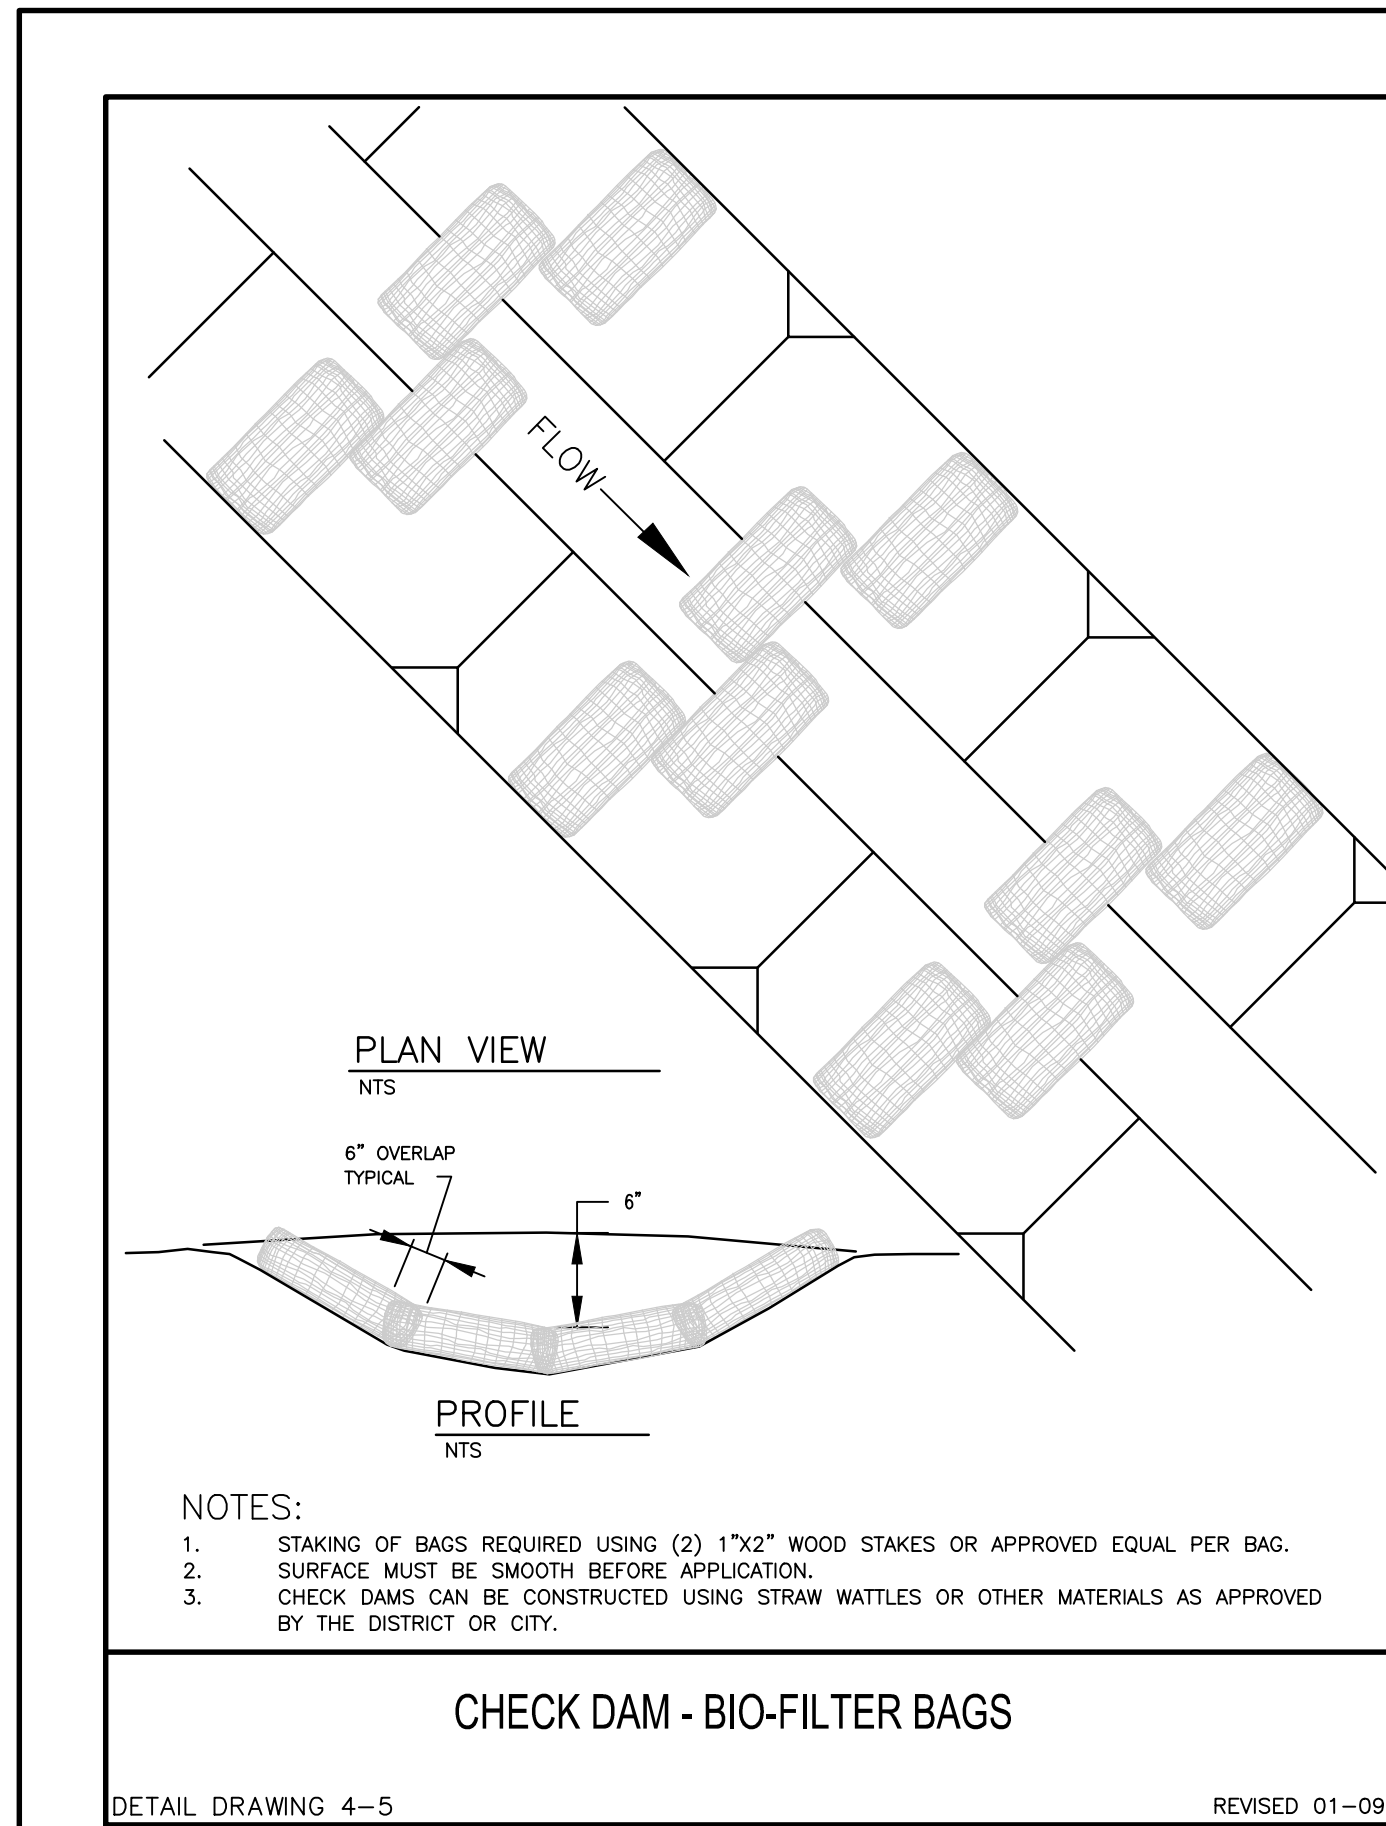 FLOW
PLAN VIEW
NTS
6" OVERLAP
TYPICAL
6"
PROFILE
NTS
NOTES:
1. STAKING OF BAGS REQUIRED USING (2) 1"X2" WOOD STAKES OR APPROVED EQUAL PER BAG.
2. SURFACE MUST BE SMOOTH BEFORE APPLICATION.
3. CHECK DAMS CAN BE CONSTRUCTED USING STRAW WATTLES OR OTHER MATERIALS AS APPROVED
BY THE DISTRICT OR CITY.
CHECK DAM - BIO-FILTER BAGS
DETAIL DRAWING 4-5
REVISED 01-09